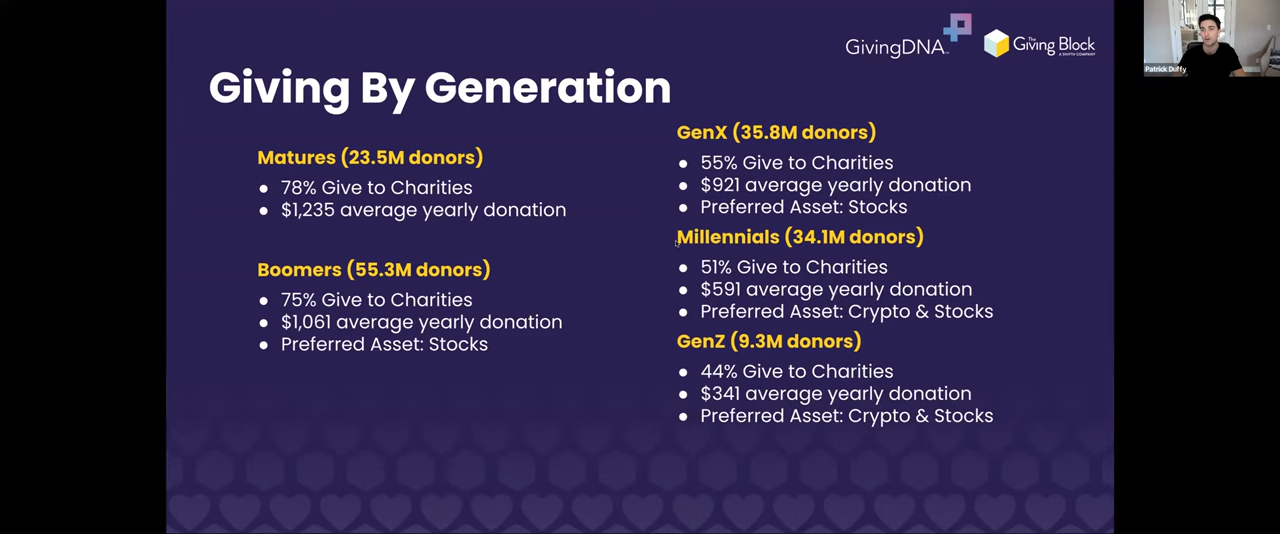 GivingDNA
The Giving Block
A SHIFT4 COMPANY
Patrick Duffy
Giving By Generation
Matures (23.5M donors)
● 78% Give to Charities
● $1,235 average yearly donation
Boomers (55.3M donors)
● 75% Give to Charities
● $1,061 average yearly donation
● Preferred Asset: Stocks
GenX (35.8M donors)
● 55% Give to Charities
● $921 average yearly donation
● Preferred Asset: Stocks
Millennials (34.1M donors)
● 51% Give to Charities
● $591 average yearly donation
● Preferred Asset: Crypto & Stocks
GenZ (9.3M donors)
● 44% Give to Charities
● $341 average yearly donation
● Preferred Asset: Crypto & Stocks